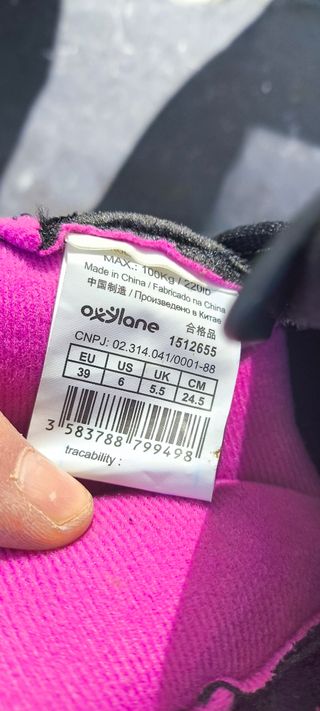 MAX.: 100Kg / 220lb
Made in China / Fabricado na China
中国制造 / Произведено в Китае
oxylane 合格品
1512655
CNPJ: 02.314.041/0001-88
EU US UK CM
39 6 5.5 24.5
3 583788 799498
tracability :